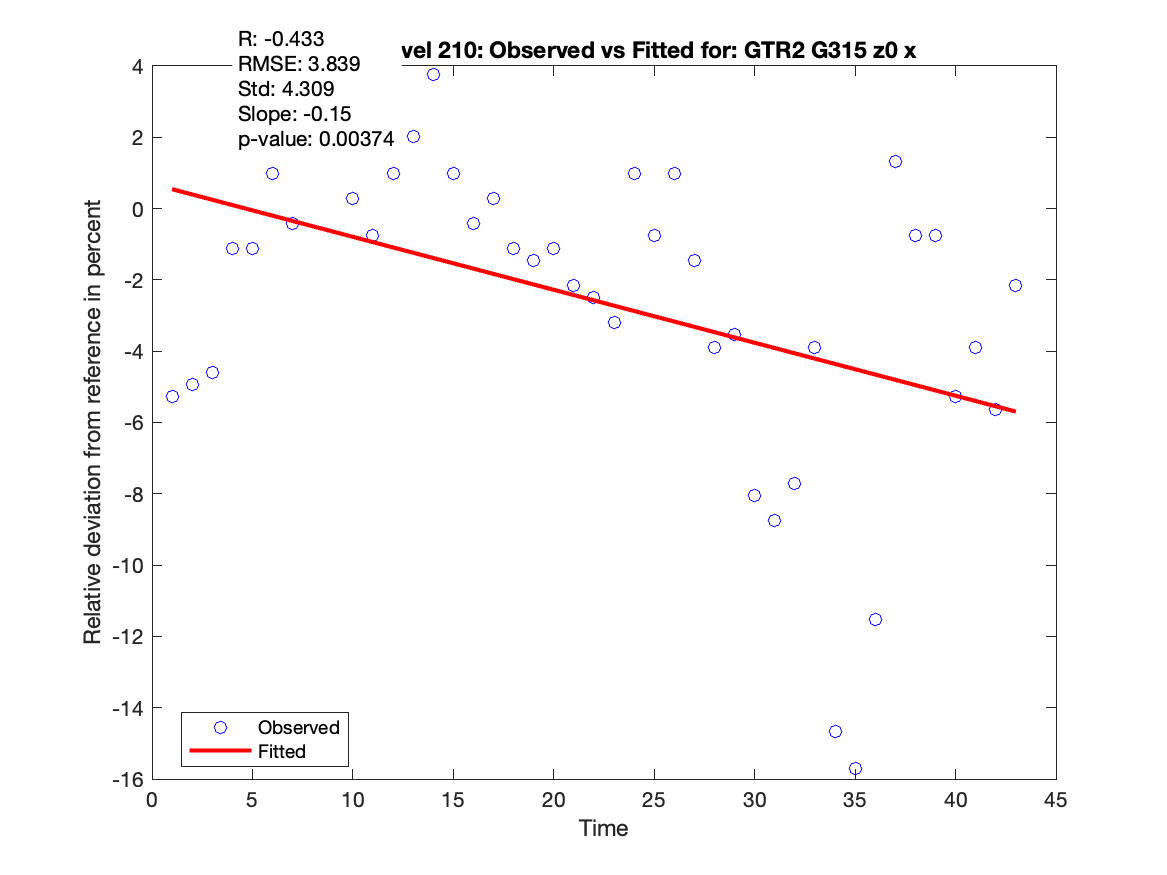 R: -0.433
RMSE: 3.839
Std: 4.309
Slope: -0.15
p-value: 0.00374
vel 210: Observed vs Fitted for: GTR2 G315 z0 x
Relative deviation from reference in percent
4
2
0
-2
-4
-6
-8
-10
-12
-14
-16
Observed
Fitted
0 5 10 15 20 25 30 35 40 45
Time